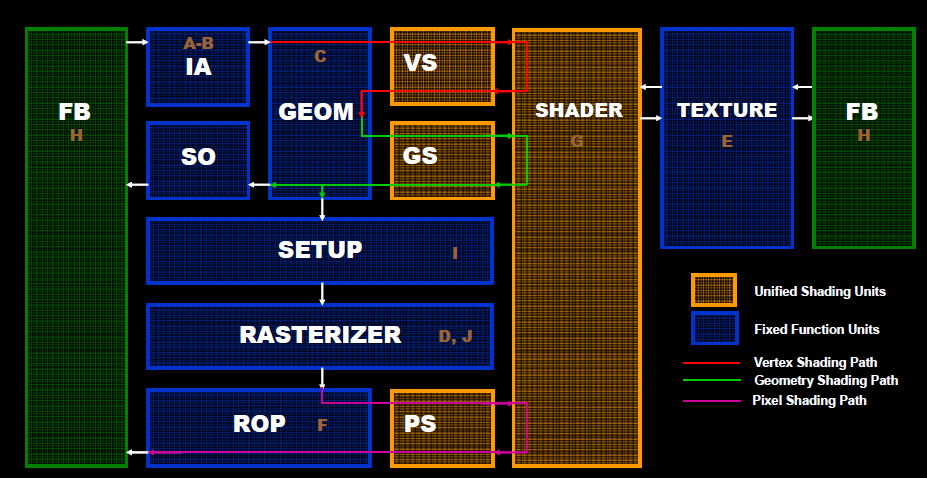 A-B
IA
C
VS
FB
H
GEOM
SHADER
G
TEXTURE
E
FB
H
SO
GS
SETUP
I
Unified Shading Units
RASTERIZER
D, J
Fixed Function Units
Vertex Shading Path
Geometry Shading Path
Pixel Shading Path
ROP
F
PS